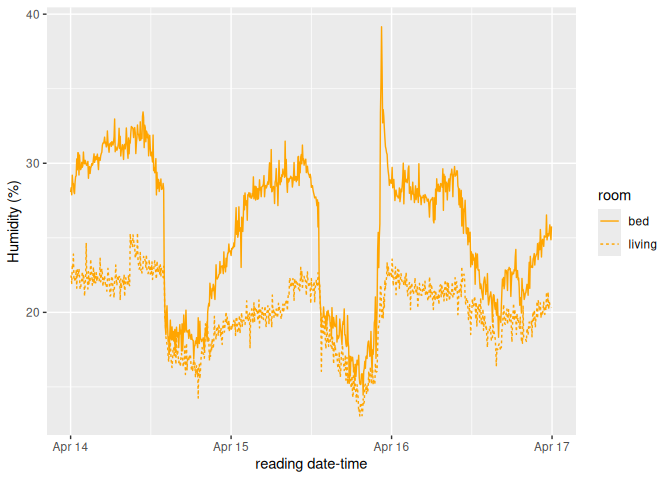 40
30
20
Humidity (%)
Apr 14
Apr 15
Apr 16
Apr 17
reading date-time
room
bed
living